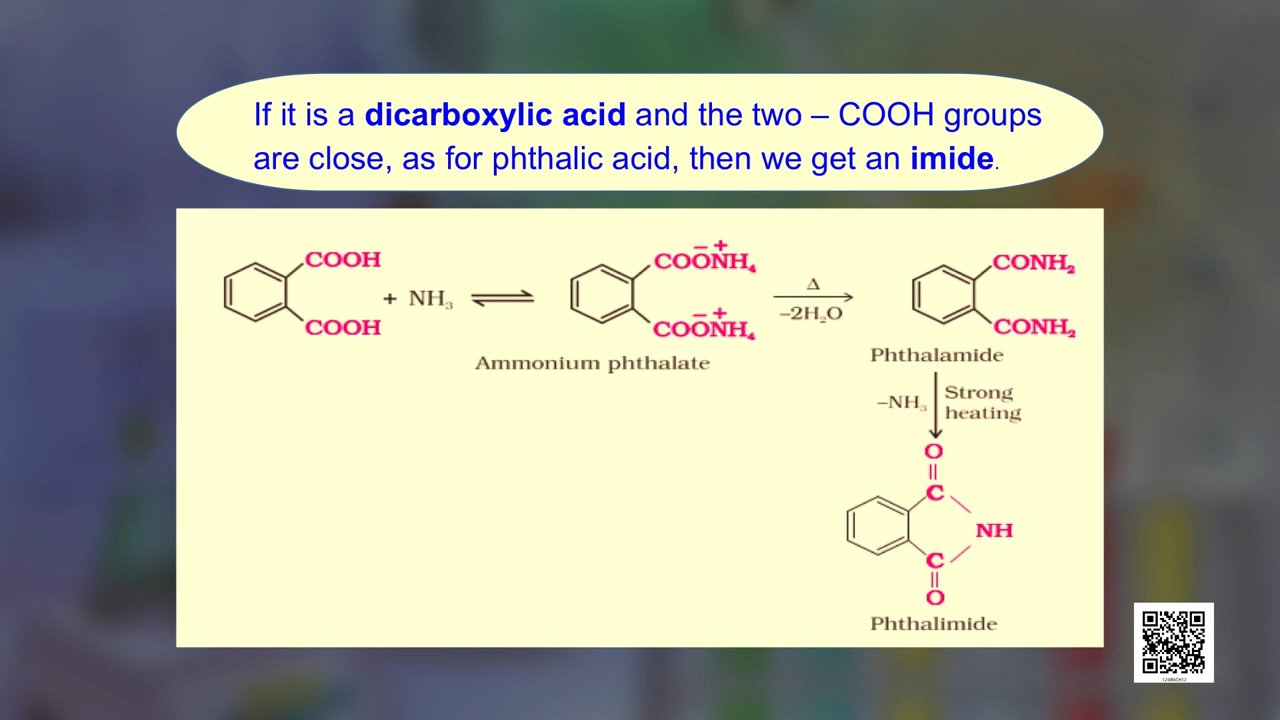 If it is a dicarboxylic acid and the two – COOH groups
are close, as for phthalic acid, then we get an imide.
COOH
COOH
+ NH₃
COONH₄
− +
COONH₄
− +
Ammonium phthalate
Δ
–2H₂O
CONH₂
CONH₂
Phthalamide
–NH₃
Strong
heating
O
C
NH
C
O
Phthalimide